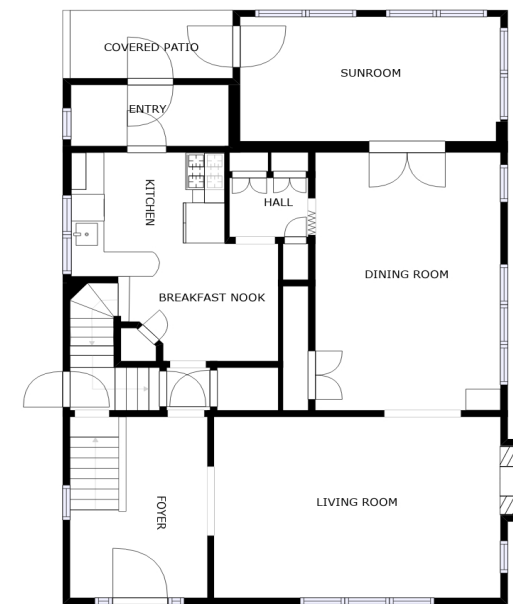 COVERED PATIO
SUNROOM
ENTRY
KITCHEN
HALL
DINING ROOM
BREAKFAST NOOK
FOYER
LIVING ROOM